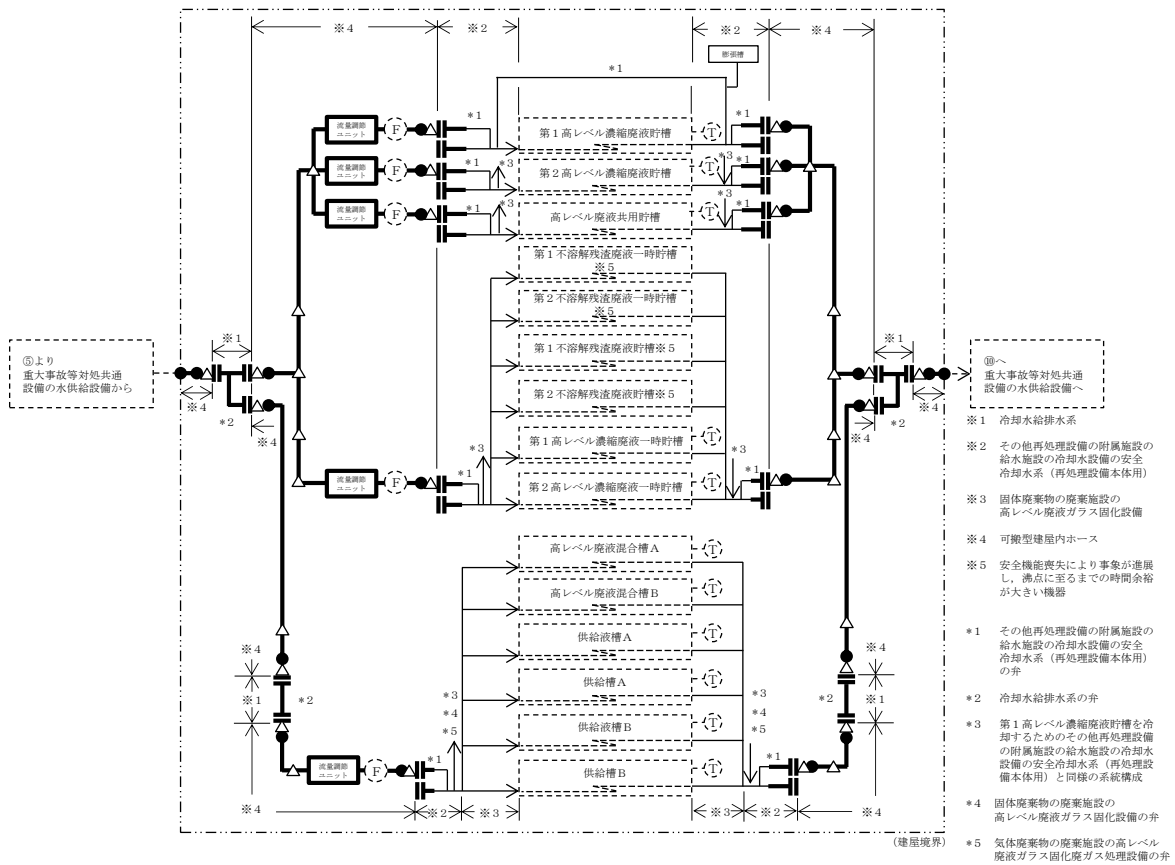 ※4
※2
※2
※4
膨張槽
*1
流量調節
ユニット
F
*1
第1高レベル濃縮廃液貯槽
T
*1
*3
流量調節
ユニット
F
*1
*3
第2高レベル濃縮廃液貯槽
T
*1
*3
流量調節
ユニット
F
*1
*3
高レベル廃液共用貯槽
T
*1
第1不溶解残渣廃液一時貯槽
※5
第2不溶解残渣廃液一時貯槽
※5
第1不溶解残渣廃液貯槽※5
第2不溶解残渣廃液貯槽※5
第1高レベル濃縮廃液一時貯槽
T
流量調節
ユニット
F
*1
*3
第2高レベル濃縮廃液一時貯槽
T
*3
*1
⑤より
重大事故等対処共通
設備の水供給設備から
※1
※4
*2
※4
※1
※4
*2
※4
⑩へ
重大事故等対処共通
設備の水供給設備へ
高レベル廃液混合槽A
T
高レベル廃液混合槽B
T
供給液槽A
T
供給槽A
T
供給液槽B
T
供給槽B
T
※4
※1
*2
※4
*3
*4
*5
*3
*4
*5
※4
※1
*2
流量調節
ユニット
F
*1
*1
※4
※2
※3
※3
※2
※4
(建屋境界)
※1 冷却水給排水系
※2 その他再処理設備の附属施設の
給水施設の冷却水設備の安全
冷却水系(再処理設備本体用)
※3 固体廃棄物の廃棄施設の
高レベル廃液ガラス固化設備
※4 可搬型建屋内ホース
※5 安全機能喪失により事象が進展
し,沸点に至るまでの時間余裕
が大きい機器
*1 その他再処理設備の附属施設の
給水施設の冷却水設備の安全
冷却水系(再処理設備本体用)
の弁
*2 冷却水給排水系の弁
*3 第1高レベル濃縮廃液貯槽を冷
却するためのその他再処理設備
の附属施設の給水施設の冷却水
設備の安全冷却水系(再処理設
備本体用)と同様の系統構成
*4 固体廃棄物の廃棄施設の
高レベル廃液ガラス固化設備の弁
*5 気体廃棄物の廃棄施設の高レベル
廃液ガラス固化廃ガス処理設備の弁